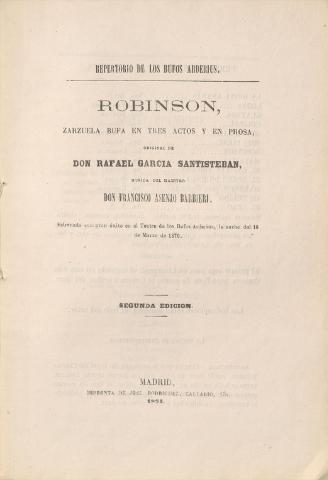 REPERTORIO DE LOS BUFOS ARDERIUS.
ROBINSON,
ZARZUELA BUFA EN TRES ACTOS Y EN PROSA,
ORIGINAL DE
DON RAFAEL GARCIA SANTISTEBAN,
MUSICA DEL MAESTRO
DON FRANCISCO ASENJO BARBIERI.
Estrenada con gran éxito en el Teatro de los Bufos Arderius, la noche del 18
de Marzo de 1870.
SEGUNDA EDICION.
MADRID,
IMPRENTA DE JOSÉ RODRIGUEZ, CALVARIO, 18.
1871.